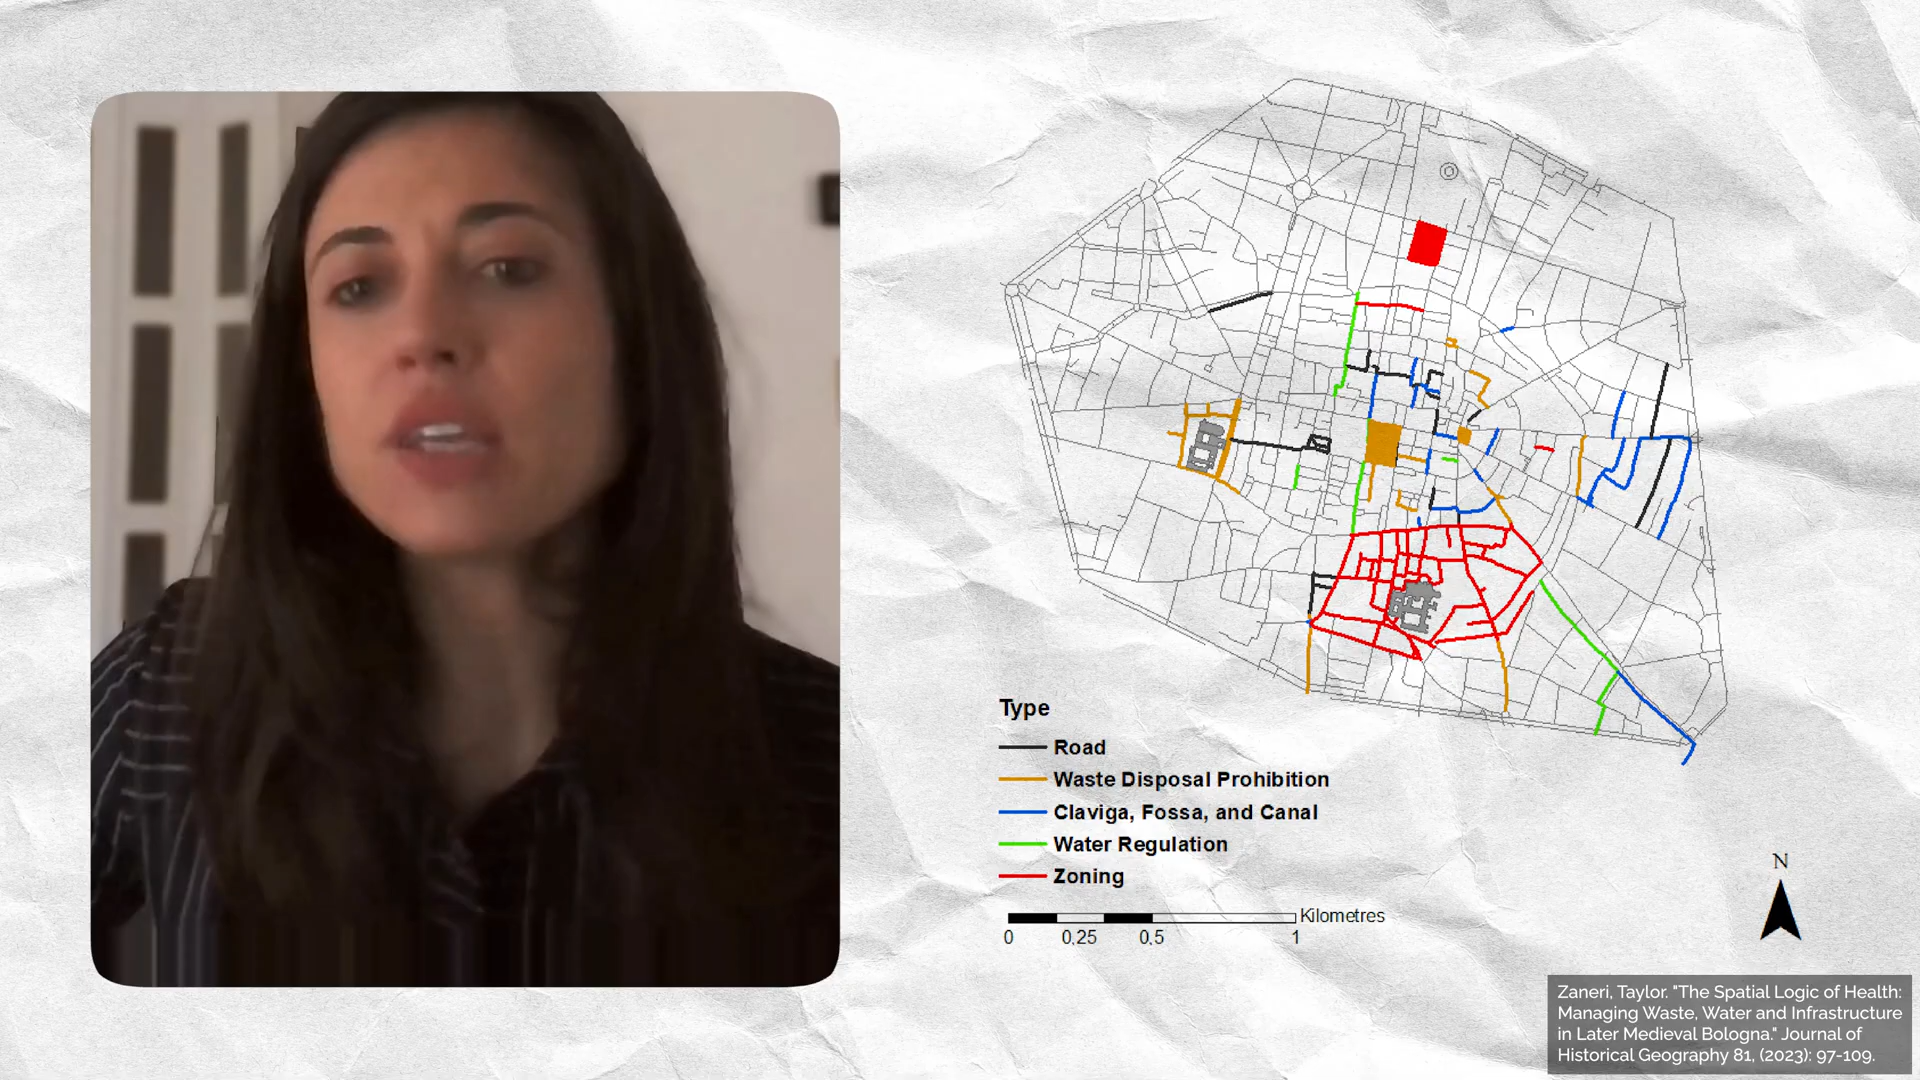 Type
Road
Waste Disposal Prohibition
Claviga, Fossa, and Canal
Water Regulation
Zoning
Kilometres
0 0,25 0,5 1
N
Zaneri, Taylor. "The Spatial Logic of Health:
Managing Waste, Water and Infrastructure
in Later Medieval Bologna." Journal of
Historical Geography 81, (2023): 97-109.